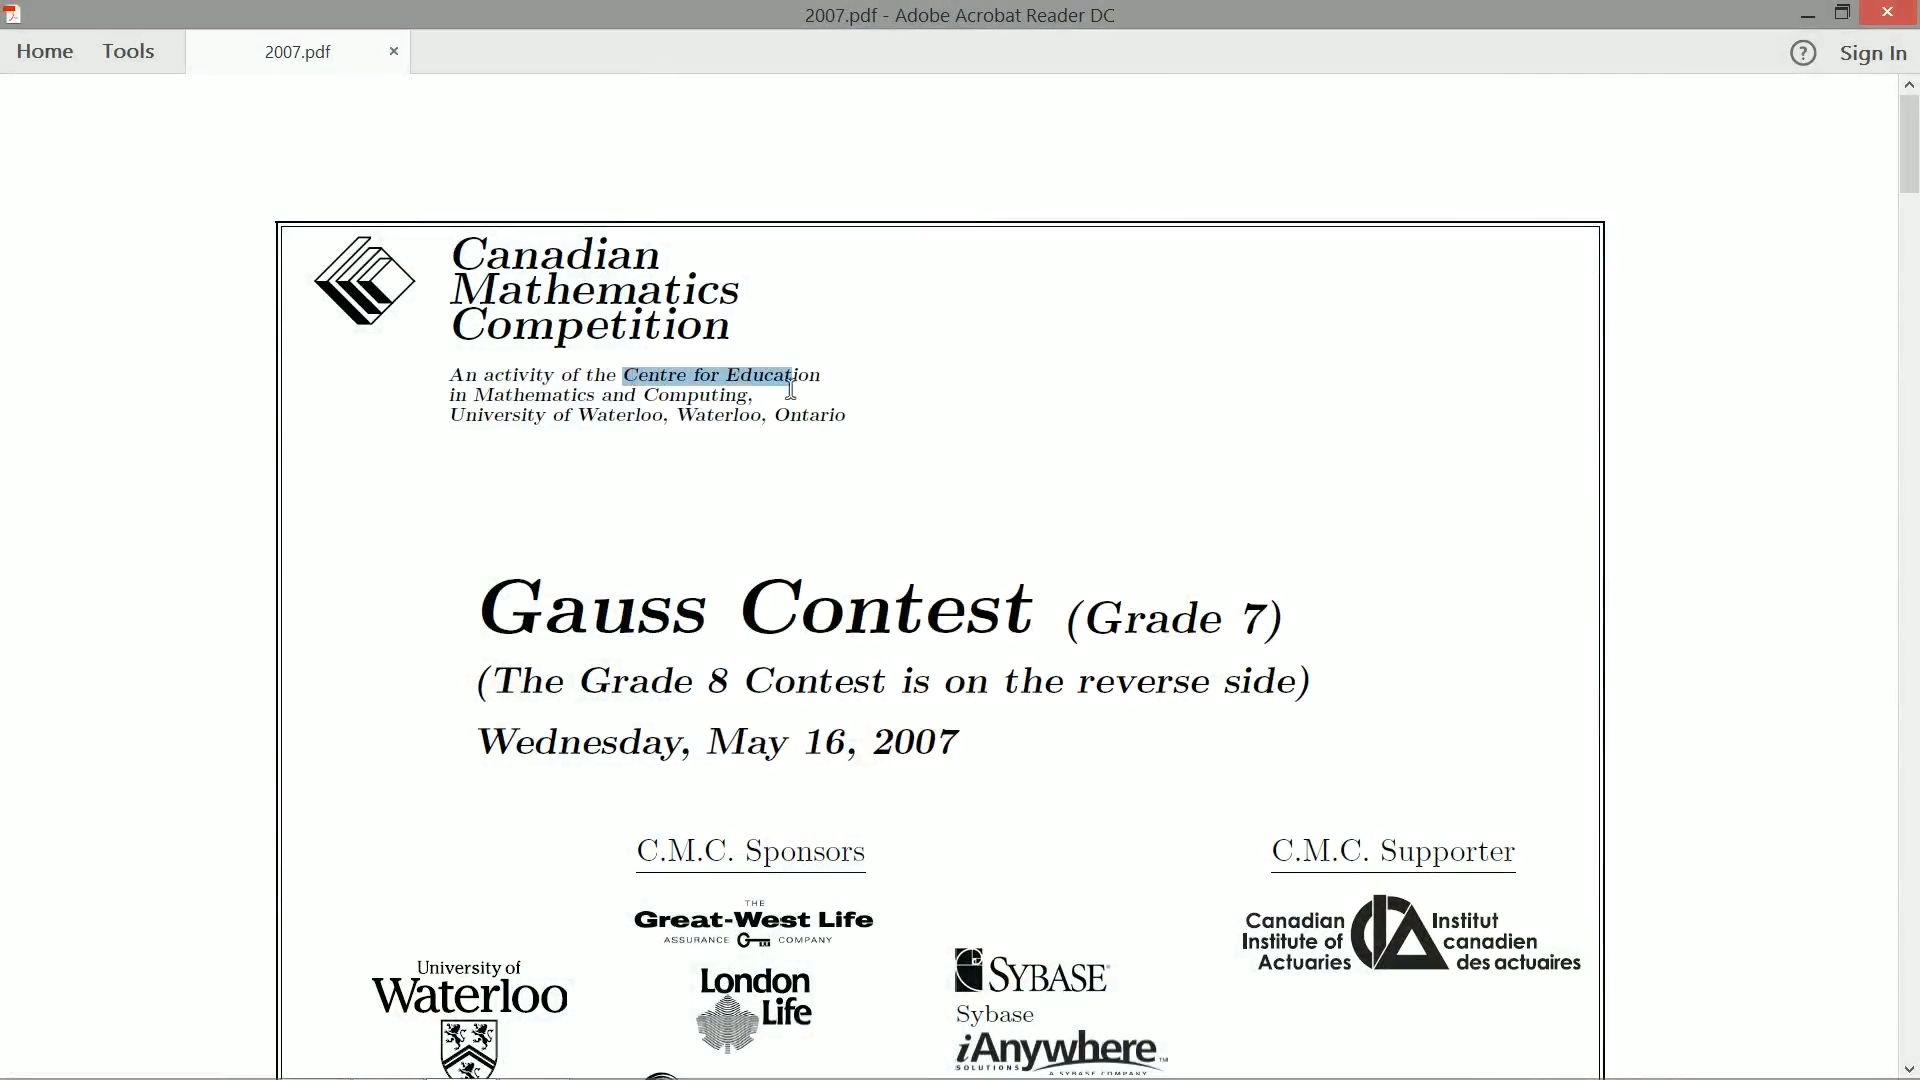 2007.pdf - Adobe Acrobat Reader DC
Home Tools 2007.pdf × ? Sign In
Canadian
Mathematics
Competition
An activity of the Centre for Education
in Mathematics and Computing,
University of Waterloo, Waterloo, Ontario
Gauss Contest (Grade 7)
(The Grade 8 Contest is on the reverse side)
Wednesday, May 16, 2007
C.M.C. Sponsors
C.M.C. Supporter
THE
Great-West Life
ASSURANCE COMPANY
Canadian
Institute of
Actuaries
Institut
canadien
des actuaires
University of
Waterloo
London
Life
SYBASE®
Sybase
iAnywhere™
SOLUTIONS
A SYBASE COMPANY